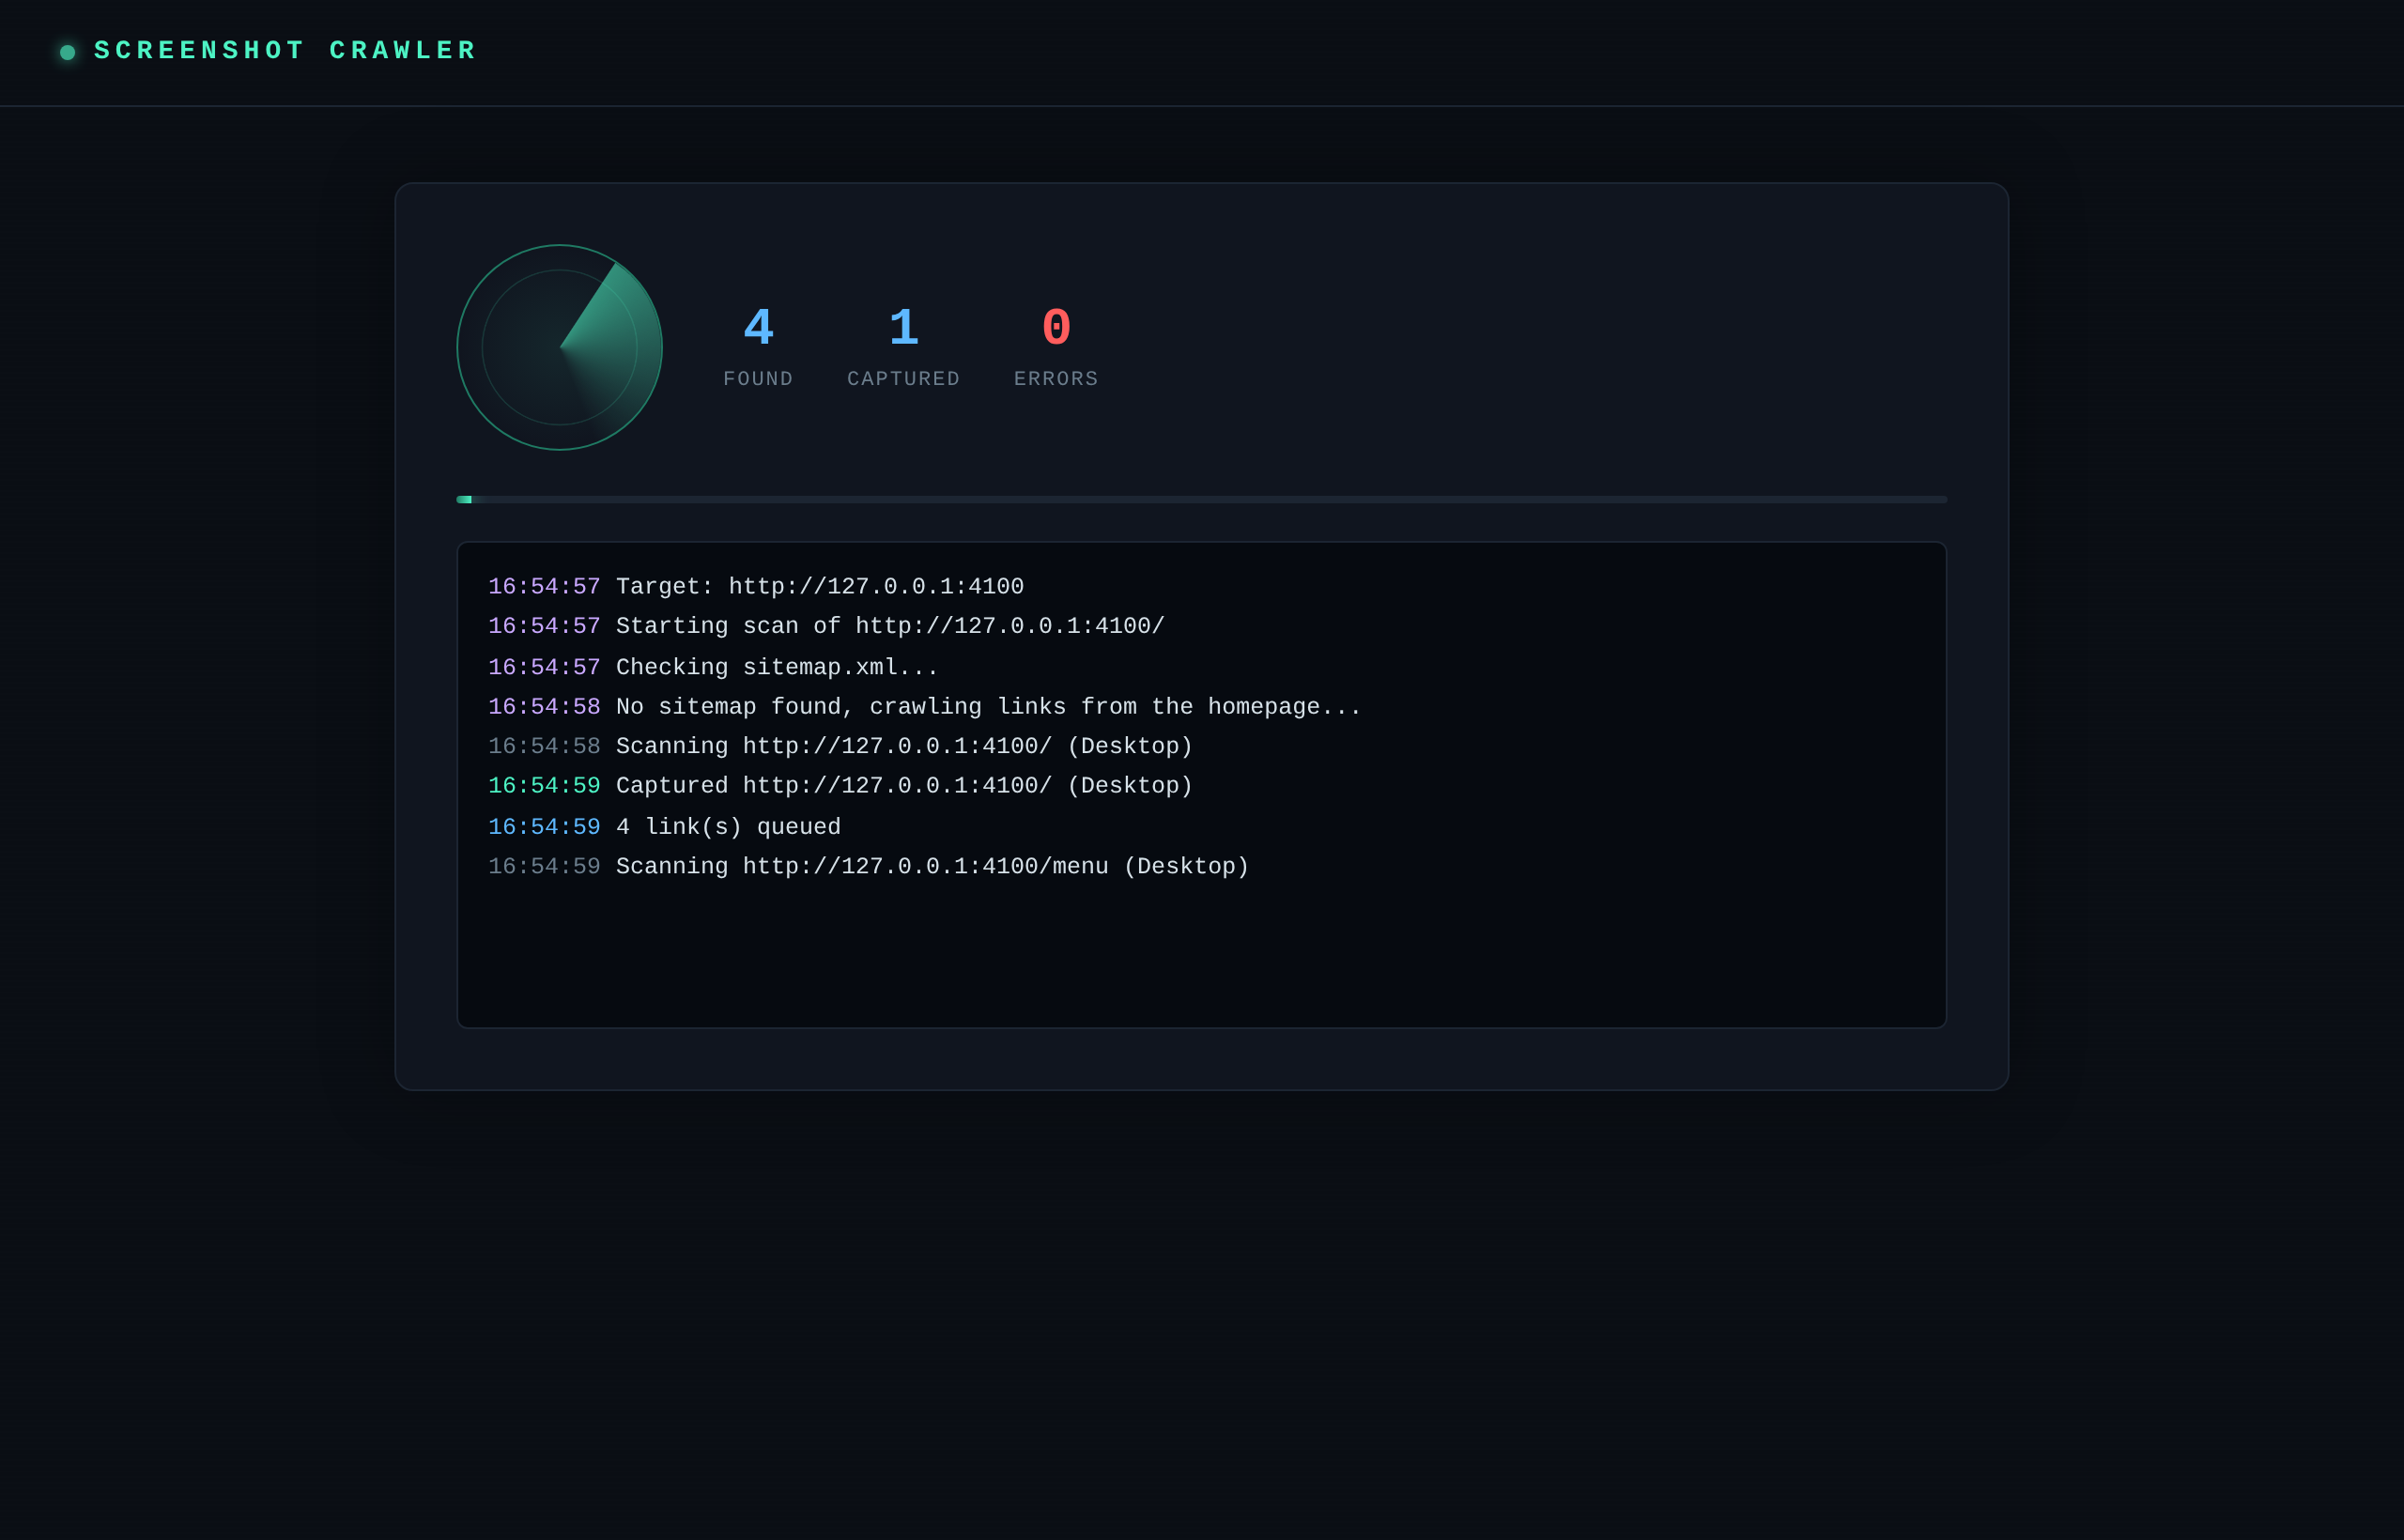 SCREENSHOT CRAWLER
4 1 0
FOUND CAPTURED ERRORS
16:54:57 Target: http://127.0.0.1:4100
16:54:57 Starting scan of http://127.0.0.1:4100/
16:54:57 Checking sitemap.xml...
16:54:58 No sitemap found, crawling links from the homepage...
16:54:58 Scanning http://127.0.0.1:4100/ (Desktop)
16:54:59 Captured http://127.0.0.1:4100/ (Desktop)
16:54:59 4 link(s) queued
16:54:59 Scanning http://127.0.0.1:4100/menu (Desktop)